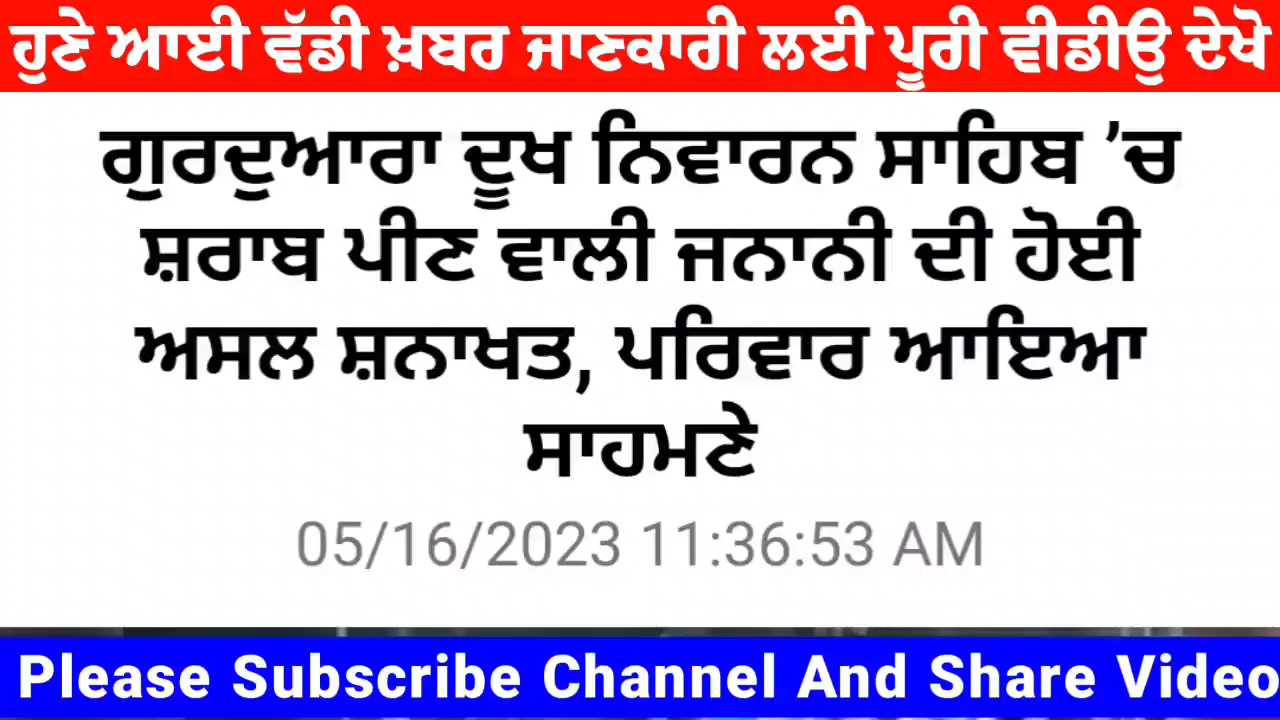 ਹੁਣੇ ਆਈ ਵੱਡੀ ਖ਼ਬਰ ਜਾਣਕਾਰੀ ਲਈ ਪੂਰੀ ਵੀਡੀਉ ਦੇਖੋ
ਗੁਰਦੁਆਰਾ ਦੂਖ ਨਿਵਾਰਨ ਸਾਹਿਬ ’ਚ
ਸ਼ਰਾਬ ਪੀਣ ਵਾਲੀ ਜਨਾਨੀ ਦੀ ਹੋਈ
ਅਸਲ ਸ਼ਨਾਖਤ, ਪਰਿਵਾਰ ਆਇਆ
ਸਾਹਮਣੇ
05/16/2023 11:36:53 AM
Please Subscribe Channel And Share Video